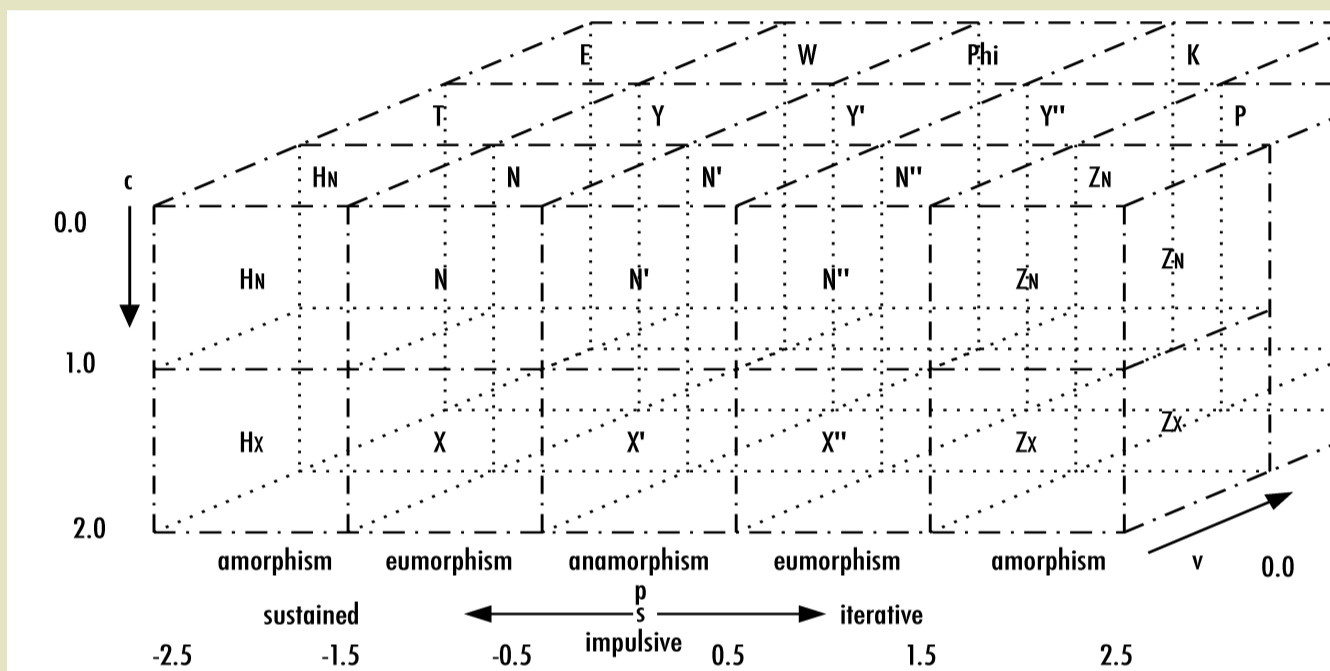 E W Phi K
T Y Y' Y'' P
c HN N N' N'' ZN
0.0
HN N N' N'' ZN ZN
1.0
HX X X' X'' ZX ZX
2.0
amorphism eumorphism anamorphism eumorphism amorphism v 0.0
p
sustained s iterative
impulsive
-2.5 -1.5 -0.5 0.5 1.5 2.5